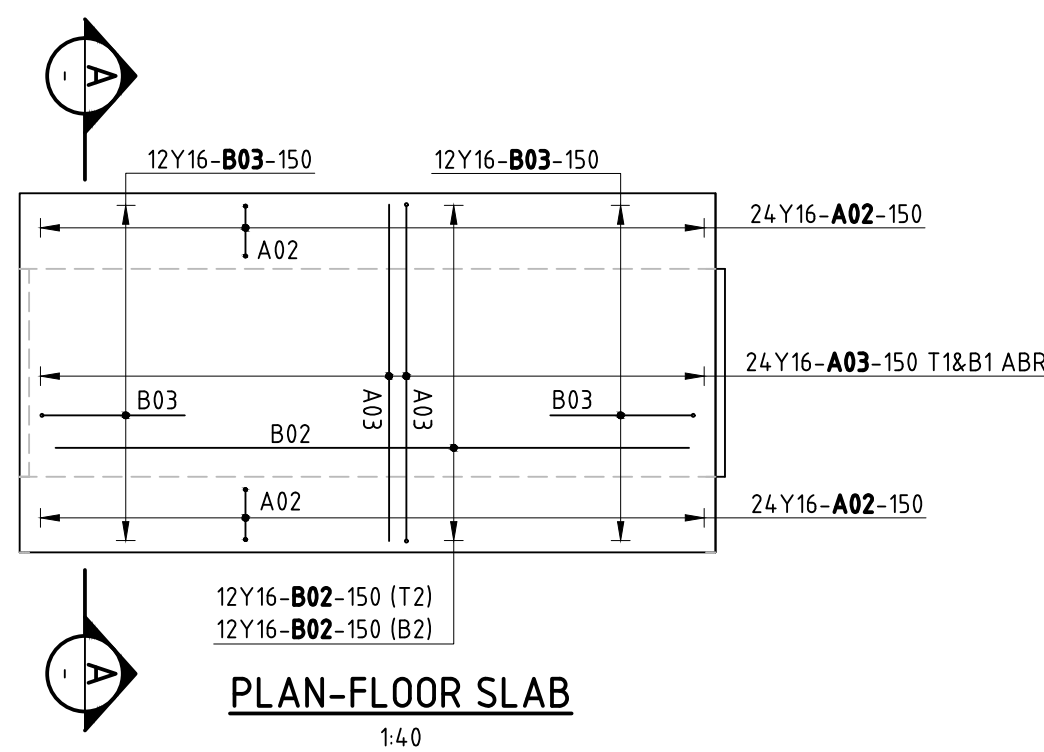 A
-
12Y16-B03-150
12Y16-B03-150
24Y16-A02-150
A02
24Y16-A03-150 T1&B1 ABR
B03
A03
A03
B03
B02
A02
24Y16-A02-150
12Y16-B02-150 (T2)
12Y16-B02-150 (B2)
A
-
PLAN-FLOOR SLAB
1:40